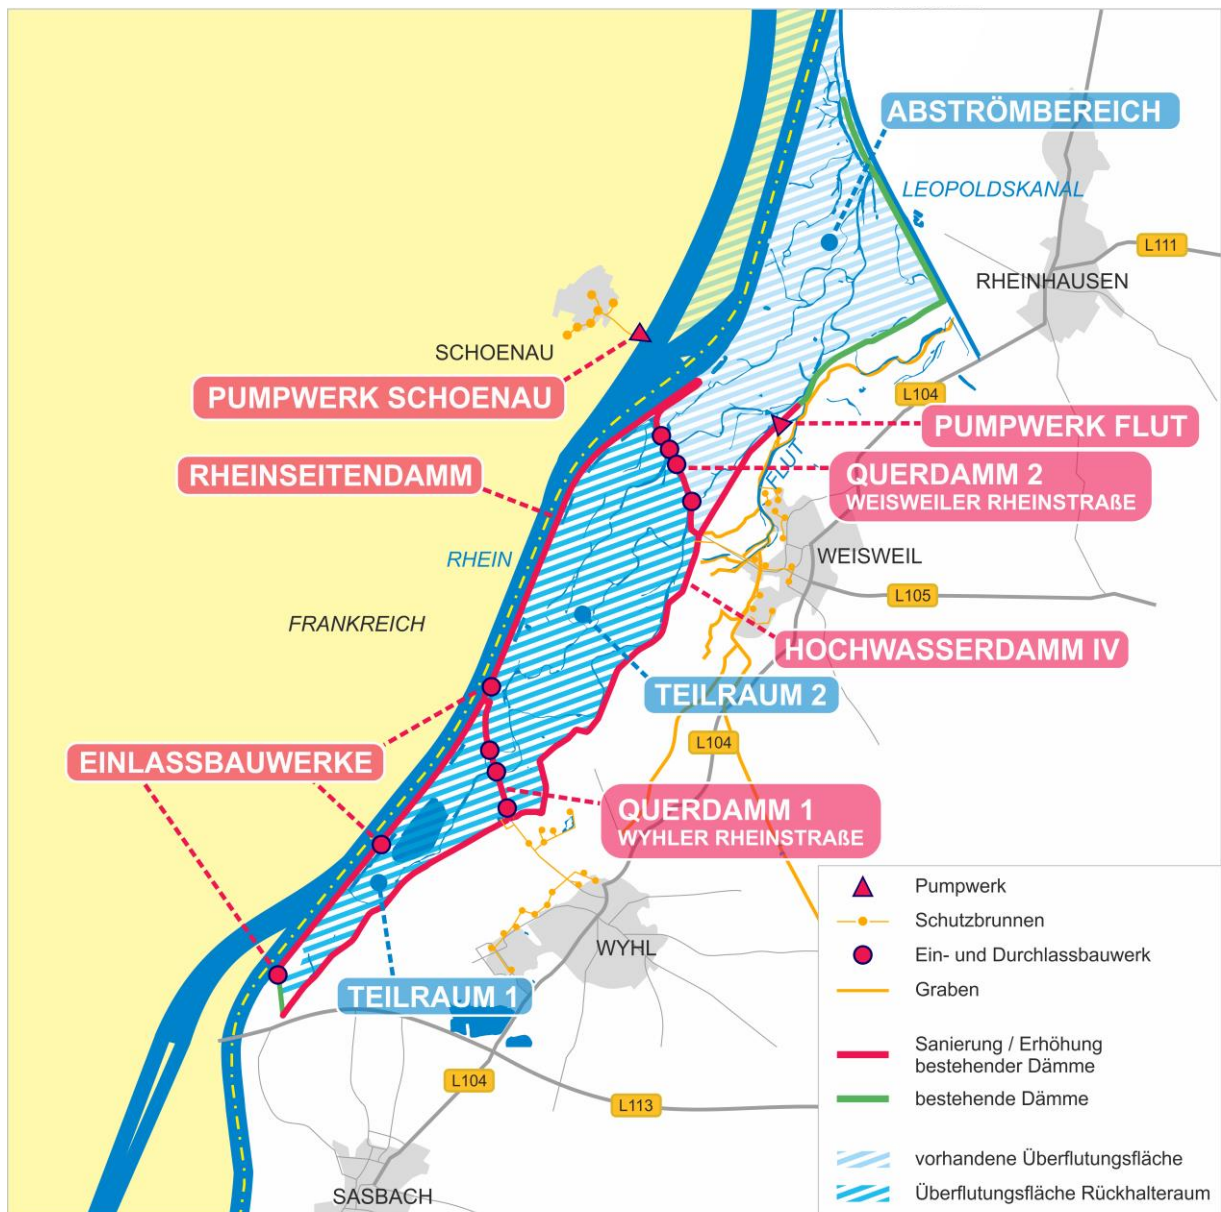 ABSTRÖMBEREICH
LEOPOLDSKANAL
L111
RHEINHAUSEN
SCHOENAU
PUMPWERK SCHOENAU
L104
PUMPWERK FLUT
FLUT
RHEINSEITENDAMM
QUERDAMM 2
WEISWEILER RHEINSTRAßE
RHEIN
WEISWEIL
L105
FRANKREICH
HOCHWASSERDAMM IV
TEILRAUM 2
L104
EINLASSBAUWERKE
QUERDAMM 1
WYHLER RHEINSTRAßE
WYHL
TEILRAUM 1
L104
L113
SASBACH
Pumpwerk
Schutzbrunnen
Ein- und Durchlassbauwerk
Graben
Sanierung / Erhöhung
bestehender Dämme
bestehende Dämme
vorhandene Überflutungsfläche
Überflutungsfläche Rückhalteraum